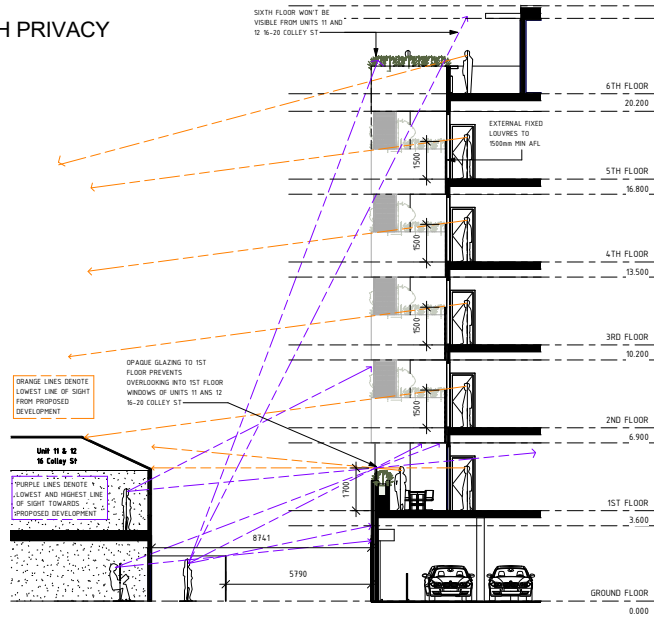 H PRIVACY
SIXTH FLOOR WON'T BE
VISIBLE FROM UNITS 11 AND
12 16-20 COLLEY ST
6TH FLOOR
20.200
EXTERNAL FIXED
LOUVRES TO
1500mm MIN AFL
1500
5TH FLOOR
16.800
1500
4TH FLOOR
13.500
1500
3RD FLOOR
10.200
OPAQUE GLAZING TO 1ST
FLOOR PREVENTS
OVERLOOKING INTO 1ST FLOOR
WINDOWS OF UNITS 11 ANS 12
16-20 COLLEY ST
ORANGE LINES DENOTE
LOWEST LINE OF SIGHT
FROM PROPOSED
DEVELOPMENT
1500
2ND FLOOR
6.900
Unit 11 & 12
16 Colley St
PURPLE LINES DENOTE
LOWEST AND HIGHEST LINE
OF SIGHT TOWARDS
PROPOSED DEVELOPMENT
1700
1ST FLOOR
3.600
8741
5790
GROUND FLOOR
0.000